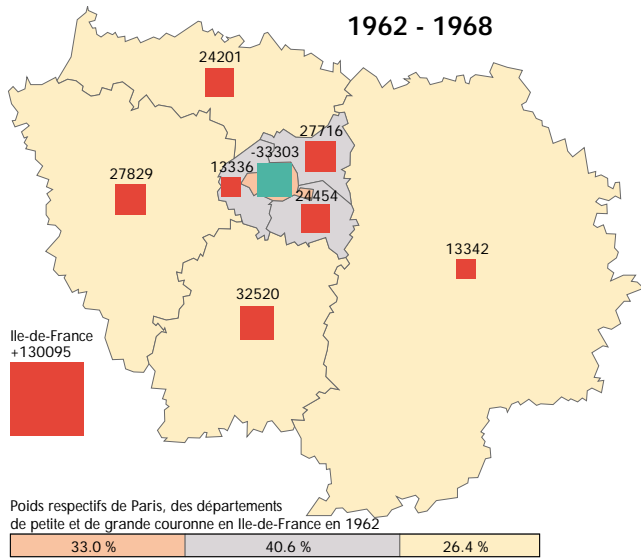 1962 - 1968
24201
27716
-33303
13336
27829
24454
13342
32520
Ile-de-France
+130095
Poids respectifs de Paris, des départements
de petite et de grande couronne en Ile-de-France en 1962
33.0 % 40.6 % 26.4 %